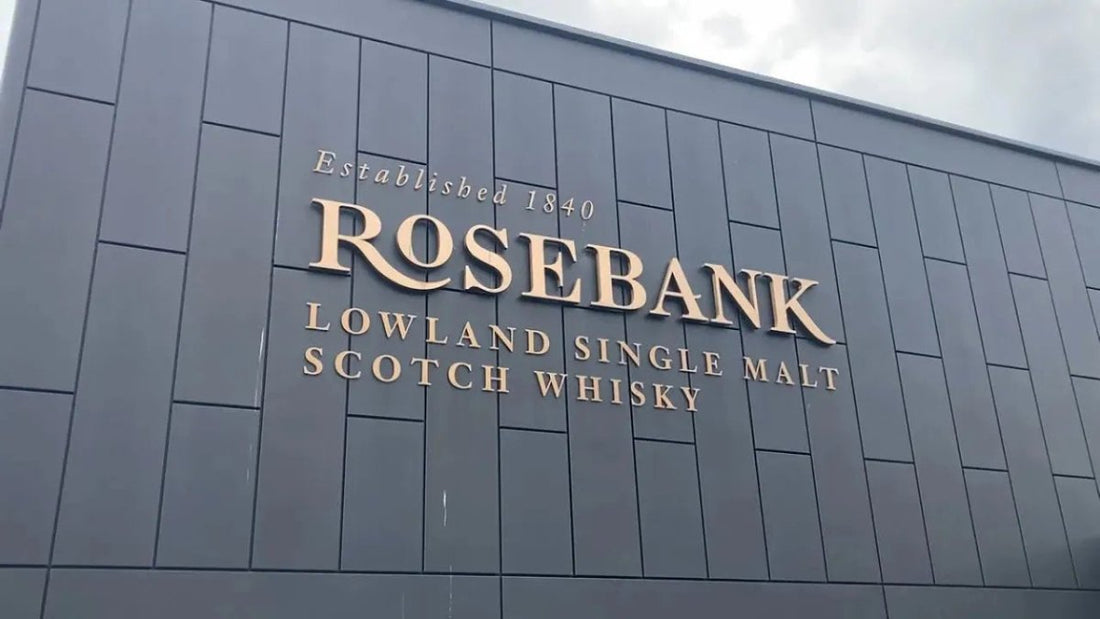 Established 1840
ROSEBANK
LOWLAND SINGLE MALT
SCOTCH WHISKY